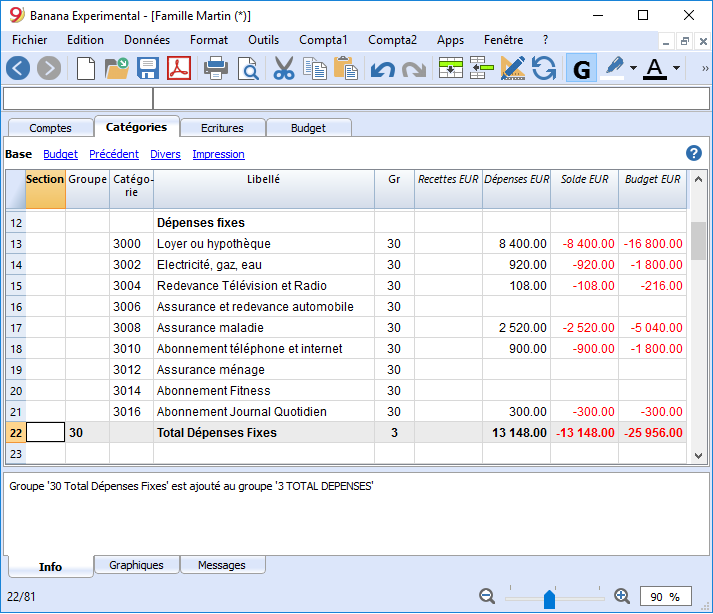 Banana Experimental - [Famille Martin (*)]
Fichier Edition Données Format Outils Compta1 Compta2 Apps Fenêtre ?
G A »
Comptes Catégories Ecritures Budget
Base Budget Précédent Divers Impression ?
Section Groupe Catégo- Libellé Gr Recettes EUR Dépenses EUR Solde EUR Budget EUR
rie
12 Dépenses fixes
13 3000 Loyer ou hypothèque 30 8 400.00 -8 400.00 -16 800.00
14 3002 Electricité, gaz, eau 30 920.00 -920.00 -1 800.00
15 3004 Redevance Télévision et Radio 30 108.00 -108.00 -216.00
16 3006 Assurance et redevance automobile 30
17 3008 Assurance maladie 30 2 520.00 -2 520.00 -5 040.00
18 3010 Abonnement téléphone et internet 30 900.00 -900.00 -1 800.00
19 3012 Assurance ménage 30
20 3014 Abonnement Fitness 30
21 3016 Abonnement Journal Quotidien 30 300.00 -300.00 -300.00
22 30 Total Dépenses Fixes 3 13 148.00 -13 148.00 -25 956.00
23
Groupe '30 Total Dépenses Fixes' est ajouté au groupe '3 TOTAL DEPENSES'
Info Graphiques Messages
22/81 90 %